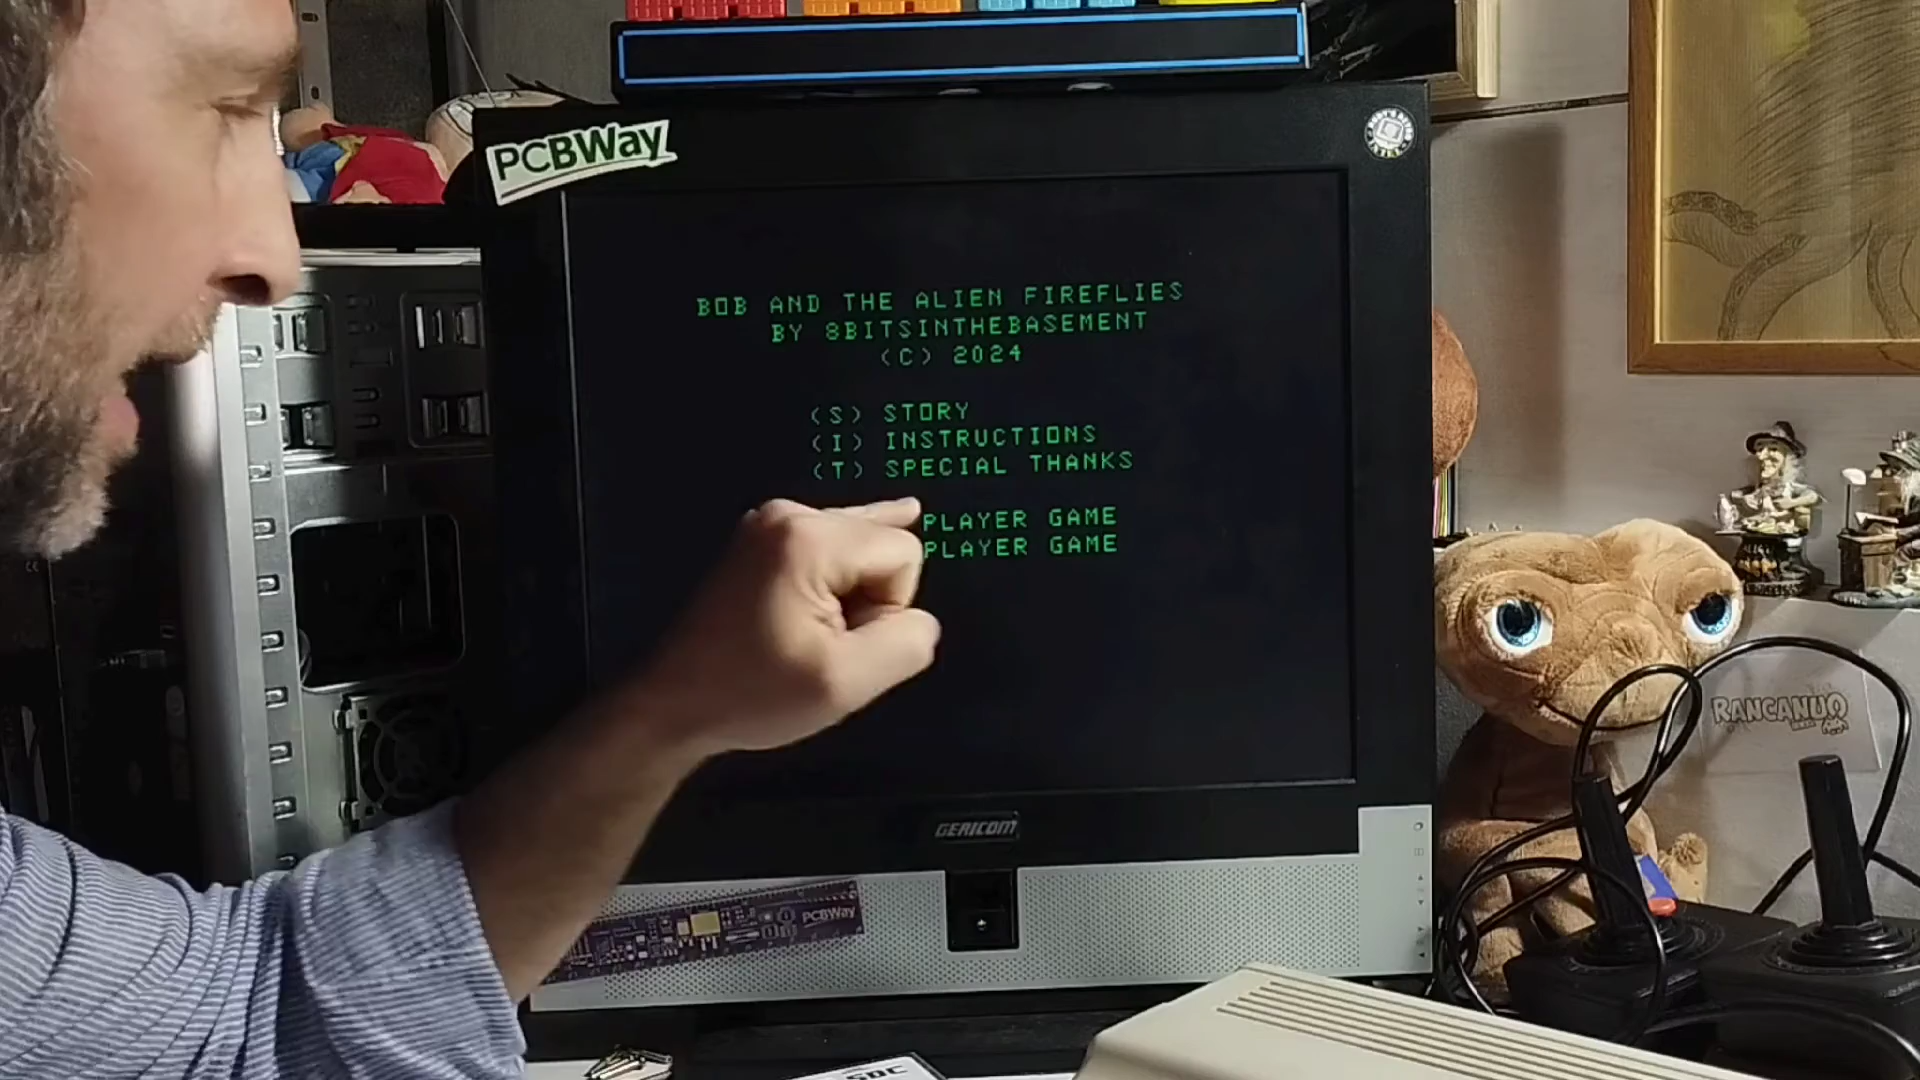 PCBWay
BOB AND THE ALIEN FIREFLIES
BY 8BITSINTHEBASEMENT
(C) 2024
(S) STORY
(I) INSTRUCTIONS
(T) SPECIAL THANKS
PLAYER GAME
PLAYER GAME
RANCANUO
GERICOM
PCBWay
SDC